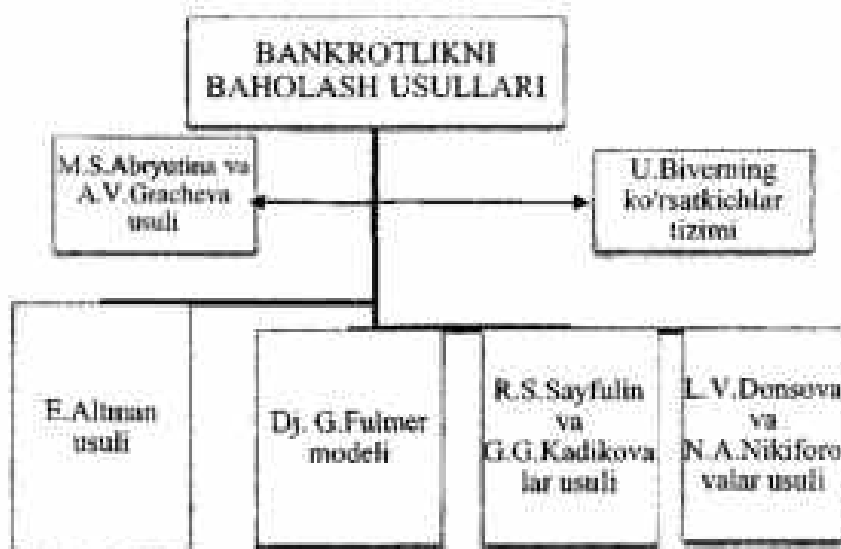 BANKROTLIKNI
BAHOLASH USULLARI
M.S.Abryutina va
A.V.Gracheva
usuli
U.Biverning
ko'rsatkichlar
tizimi
E.Altman
usuli
Dj. G.Fulmer
modeli
R.S.Sayfulin
va
G.G.Kadikova
lar usuli
L.V.Donsova
va
N.A.Nikiforo
valar usuli